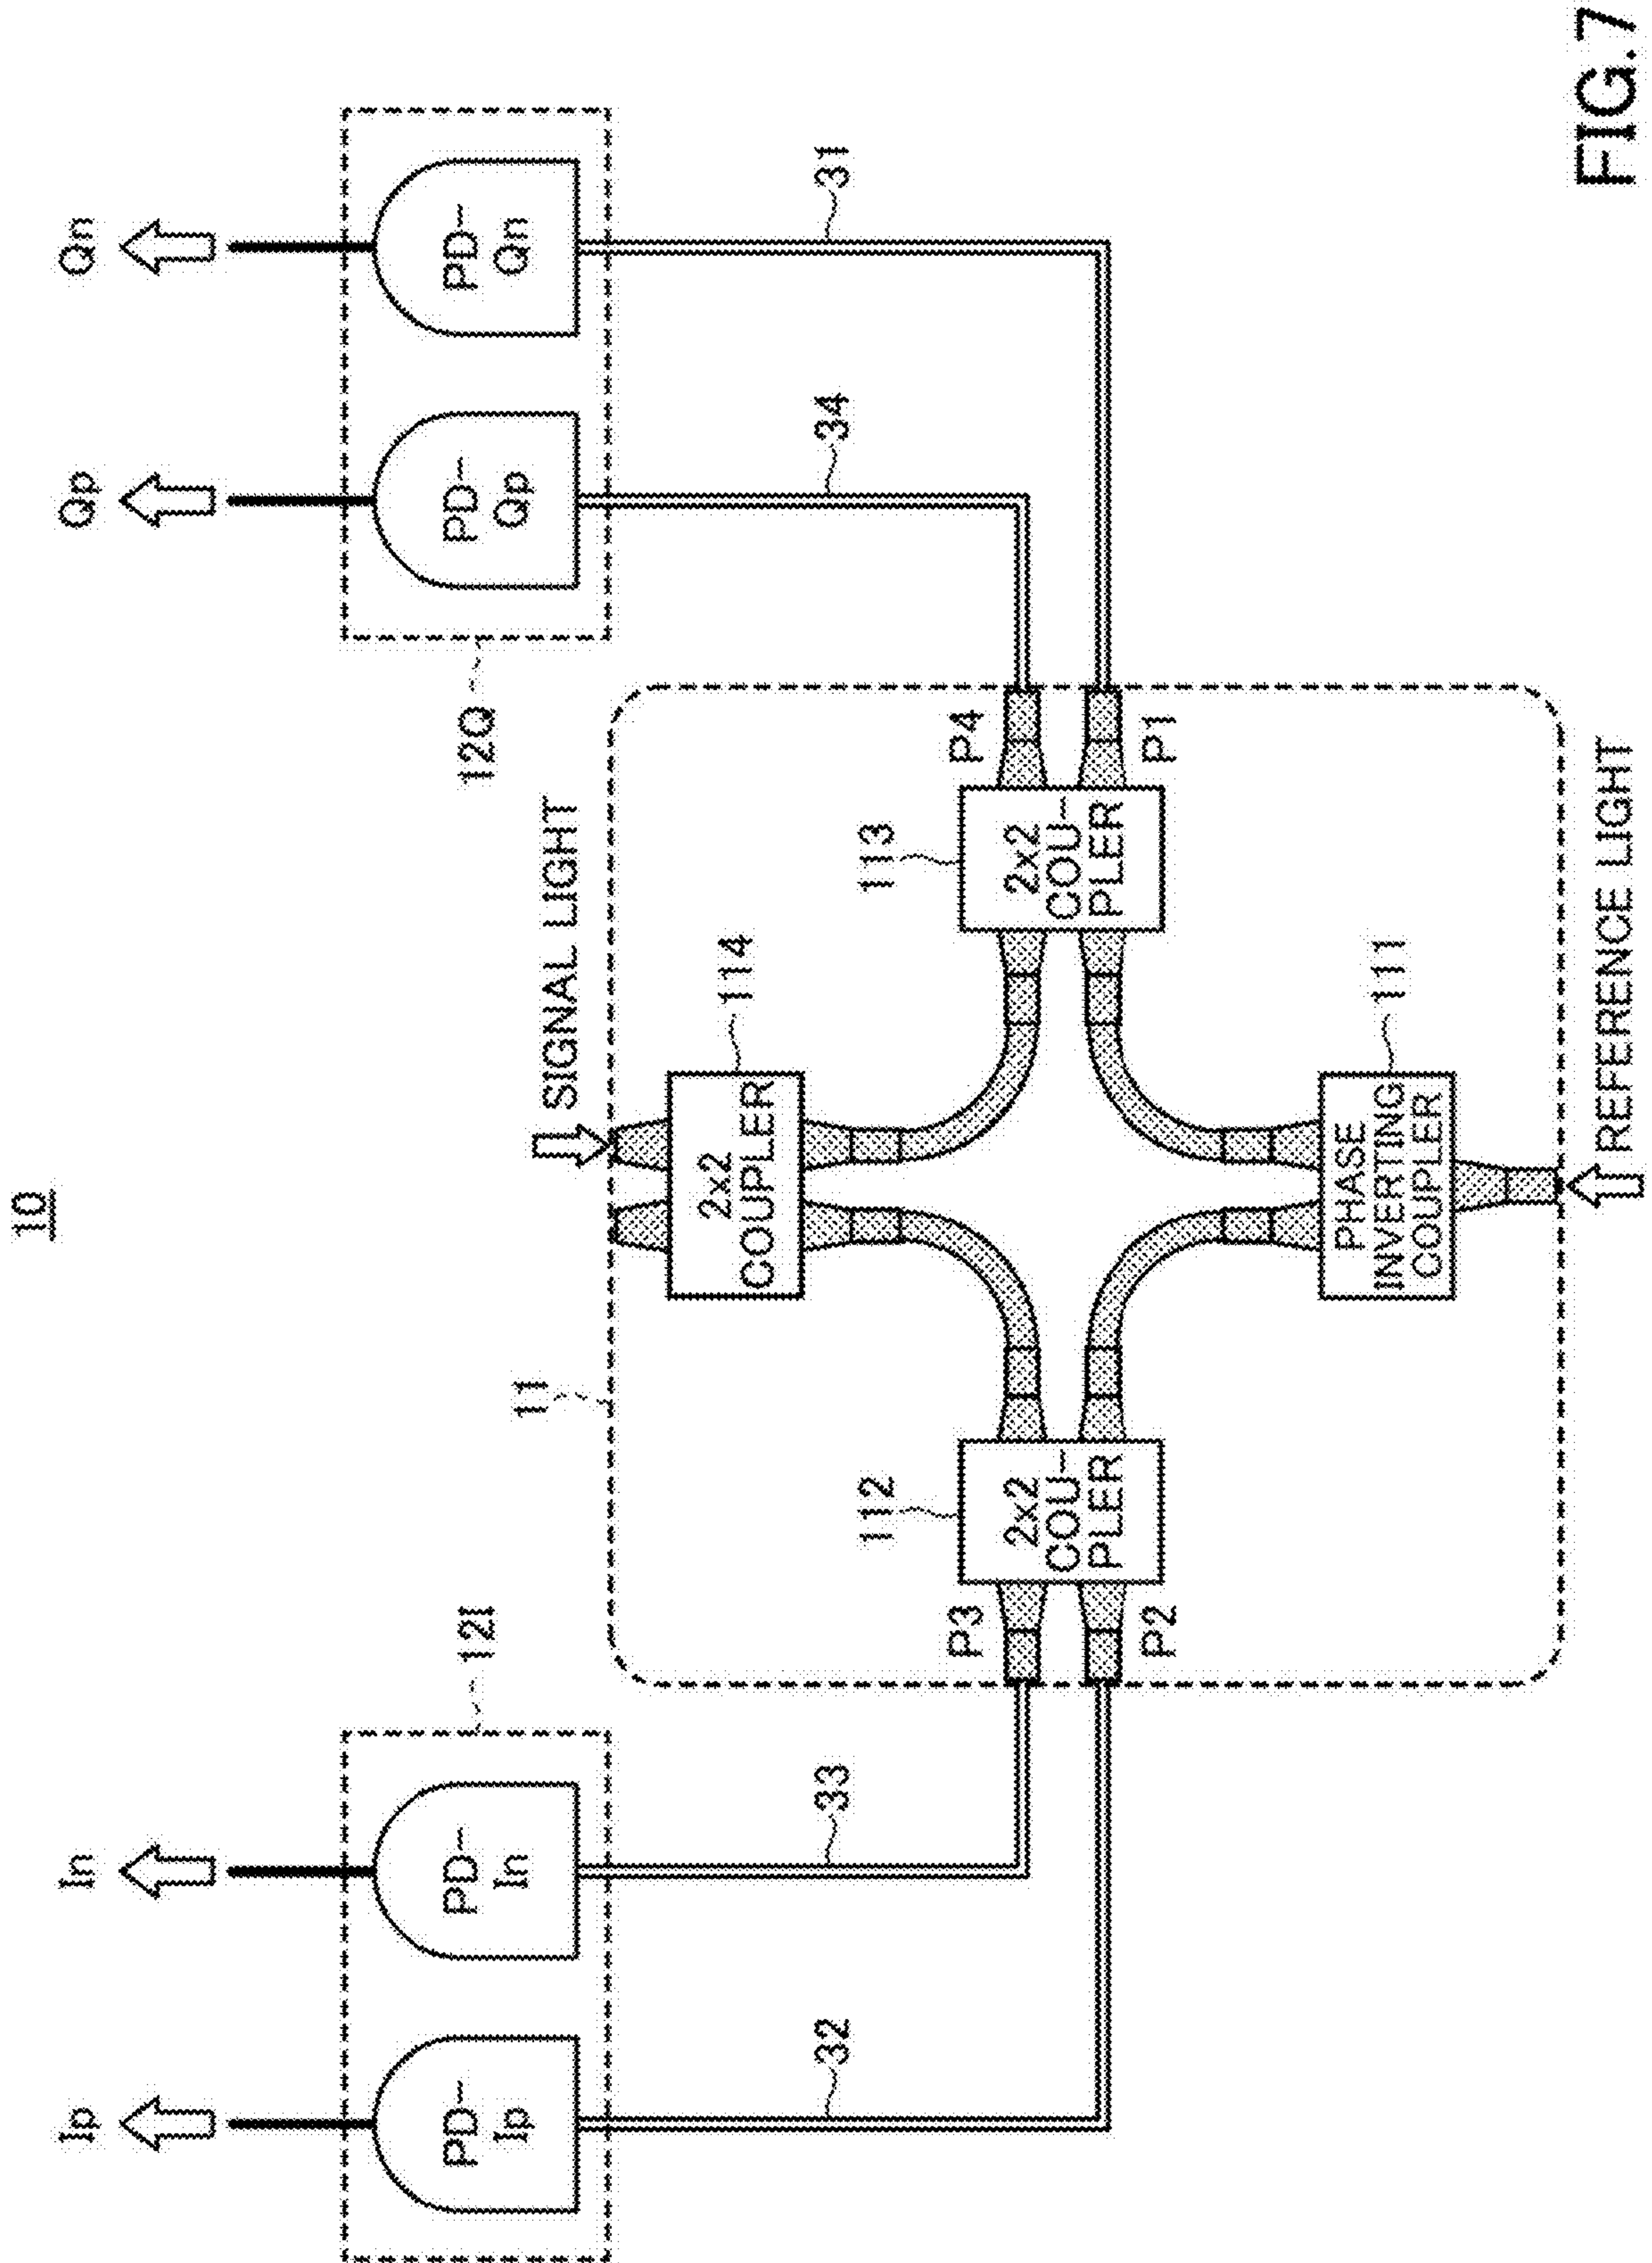 10
Ip
In
Qp
Qn
PD-
Ip
PD-
In
PD-
Qp
PD-
Qn
12I
12Q
11
SIGNAL LIGHT
32
33
34
31
114
2x2
COUPLER
112
113
P3
P4
2x2
COU-
PLER
2x2
COU-
PLER
P2
P1
111
PHASE
INVERTING
COUPLER
REFERENCE LIGHT
FIG.7